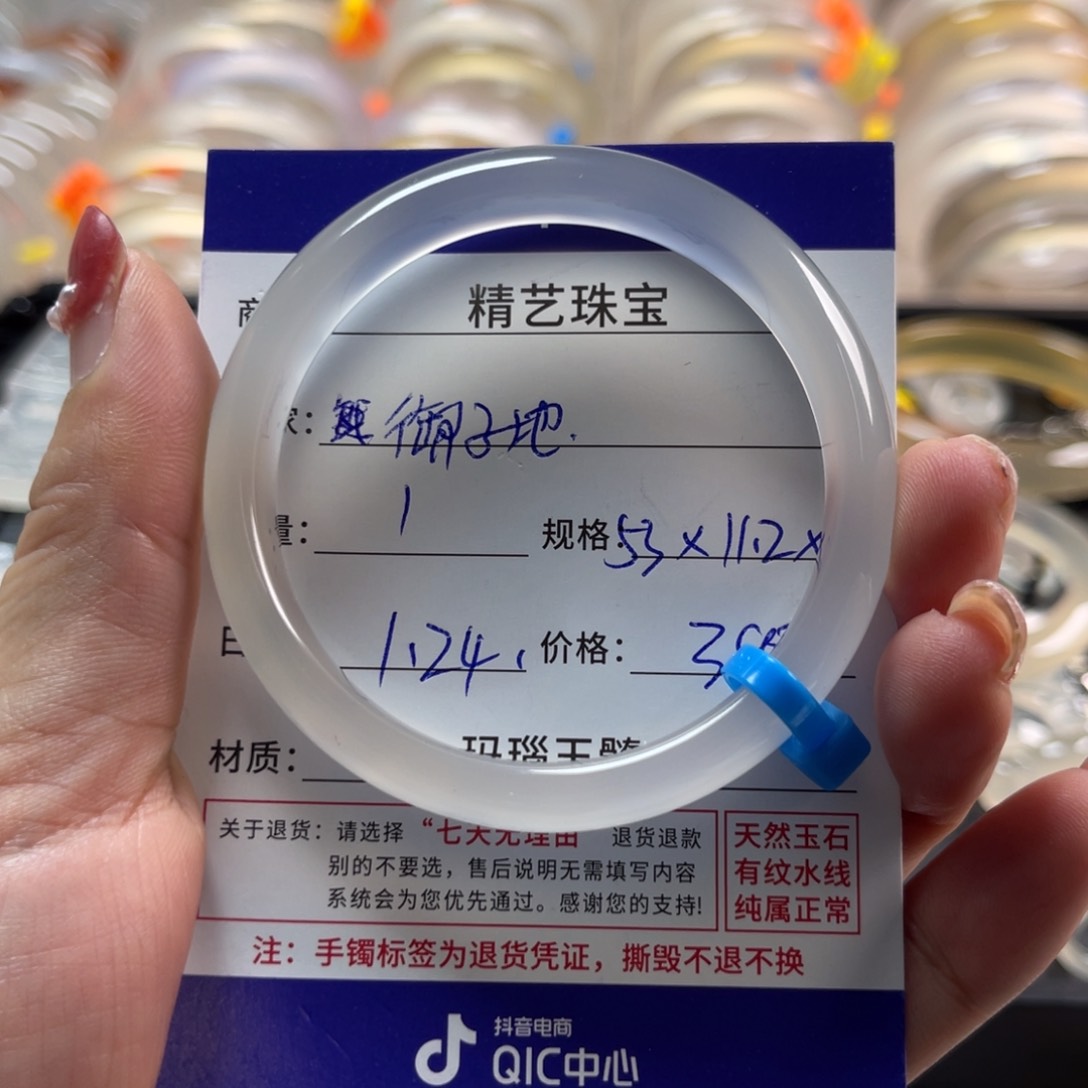 商 精艺珠宝
家: 子地.
量: 1 规格: 53×11.2×
日 1.24. 价格: 3
材质: 玛瑙玉髓
关于退货: 请选择 “七天无理由 退货退款
别的不要选，售后说明无需填写内容
系统会为您优先通过。感谢您的支持!
天然玉石
有纹水线
纯属正常
注: 手镯标签为退货凭证，撕毁不退不换
抖音电商
QIC中心